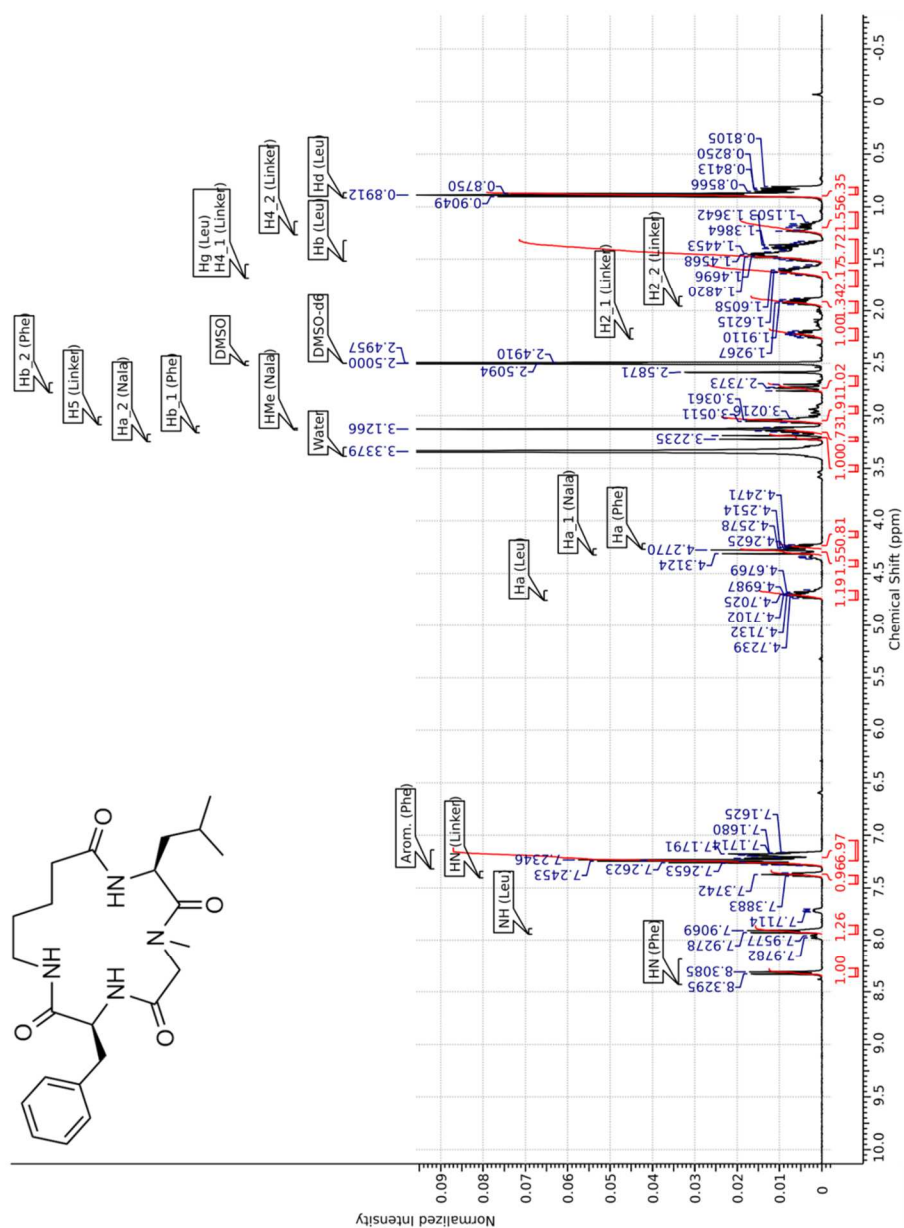 O
O
NH
HN
NH
N
O
O
Hb_2 (Phe)
H5 (Linker)
Ha_2 (Nala)
Hb_1 (Phe)
Hg (Leu)
H4_1 (Linker)
DMSO
HMe (Nala)
H4_2 (Linker)
Hb (Leu)
Water
DMSO-d6
Hd (Leu)
3.3379
3.1266
2.5000
2.4957
0.8912
Arom. (Phe)
HN (Linker)
NH (Leu)
HN (Phe)
Ha (Leu)
Ha_1 (Nala)
Ha (Phe)
H2_1 (Linker)
H2_2 (Linker)
0.9049
0.8750
2.5094
2.4910
7.2453
7.2346
7.2623
7.2653
7.1791
7.1714
7.1680
7.1625
7.3742
7.3883
7.7114
7.9069
7.9278
7.9577
7.9782
8.3085
8.3295
4.3124
4.2770
4.2625
4.2578
4.2514
4.2471
4.7239
4.7132
4.7102
4.7025
4.6987
4.6769
3.2235
3.0511
3.0361
3.0216
2.7373
2.5871
1.9267
1.9110
1.6215
1.6058
1.4820
1.4696
1.4568
1.4453
1.3864
1.3642
1.1503
0.8566
0.8413
0.8250
0.8105
1.00 1.26 0.96 6.97 1.19 1.55 0.81 1.00 0.73 1.91 1.02 1.00 1.34 2.17 5.72 1.55 6.35
0.09
0.08
0.07
0.06
0.05
0.04
0.03
0.02
0.01
0
Normalized Intensity
10.0 9.5 9.0 8.5 8.0 7.5 7.0 6.5 6.0 5.5 5.0 4.5 4.0 3.5 3.0 2.5 2.0 1.5 1.0 0.5 0 -0.5
Chemical Shift (ppm)